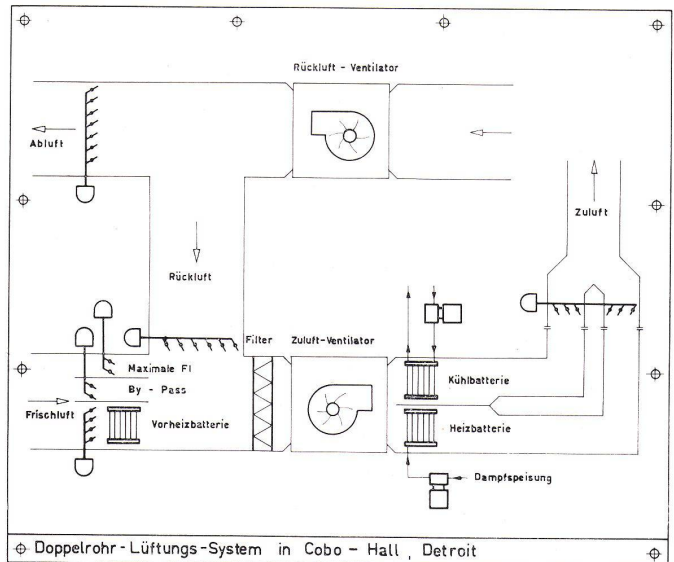 Rückluft - Ventilator
Abluft
Zuluft
Rückluft
Filter
Zuluft-Ventilator
Maximale Fl
By - Pass
Kühlbatterie
Frischluft
Vorheizbatterie
Heizbatterie
Dampfspeisung
Doppelrohr-Lüftungs-System in Cobo - Hall, Detroit